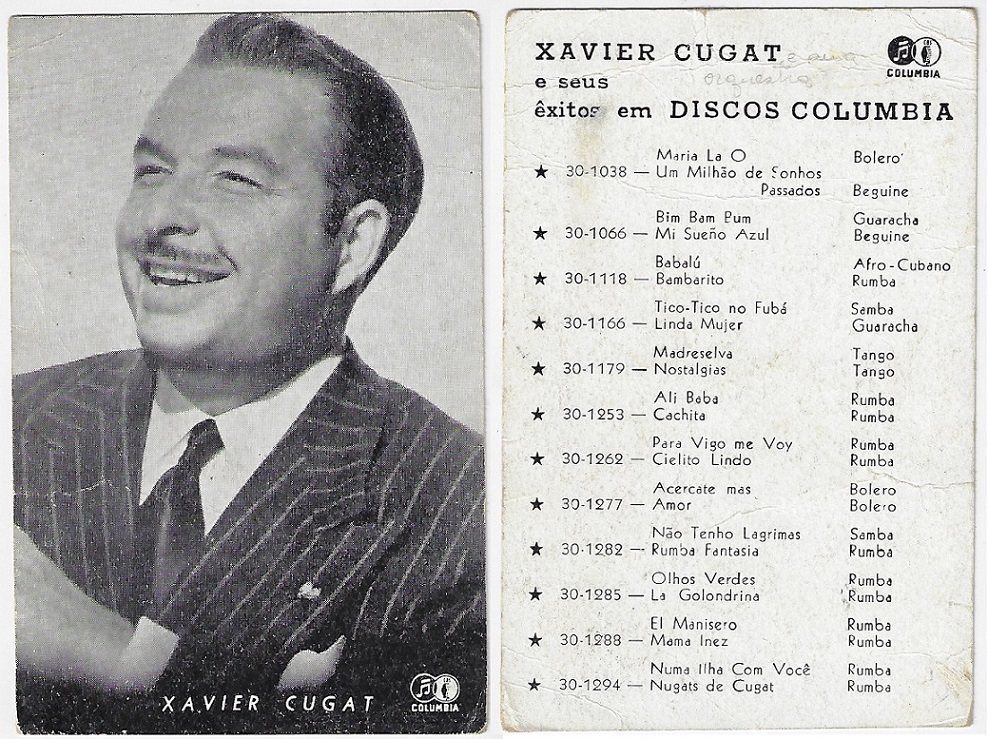 XAVIER CUGAT
COLUMBIA
XAVIER CUGAT e sua
orquestra
COLUMBIA
e seus
êxitos em DISCOS COLUMBIA
Maria La O Bolero
★ 30-1038 — Um Milhão de Sonhos
Passados Beguine
Bim Bam Bum Guaracha
★ 30-1066 — Mi Sueño Azul Beguine
Babalú Afro-Cubano
★ 30-1118 — Bambarito Rumba
Tico-Tico no Fubá Samba
★ 30-1166 — Linda Mujer Guaracha
Madreselva Tango
★ 30-1179 — Nostalgias Tango
Ali Baba Rumba
★ 30-1253 — Cachita Rumba
Para Vigo me Voy Rumba
★ 30-1262 — Cielito Lindo Rumba
Acercate mas Bolero
★ 30-1277 — Amor Bolero
Não Tenho Lagrimas Samba
★ 30-1282 — Rumba Fantasia Rumba
Olhos Verdes Rumba
★ 30-1285 — La Golondrina Rumba
El Manisero Rumba
★ 30-1288 — Mama Inez Rumba
Numa Ilha Com Você Rumba
★ 30-1294 — Nugats de Cugat Rumba